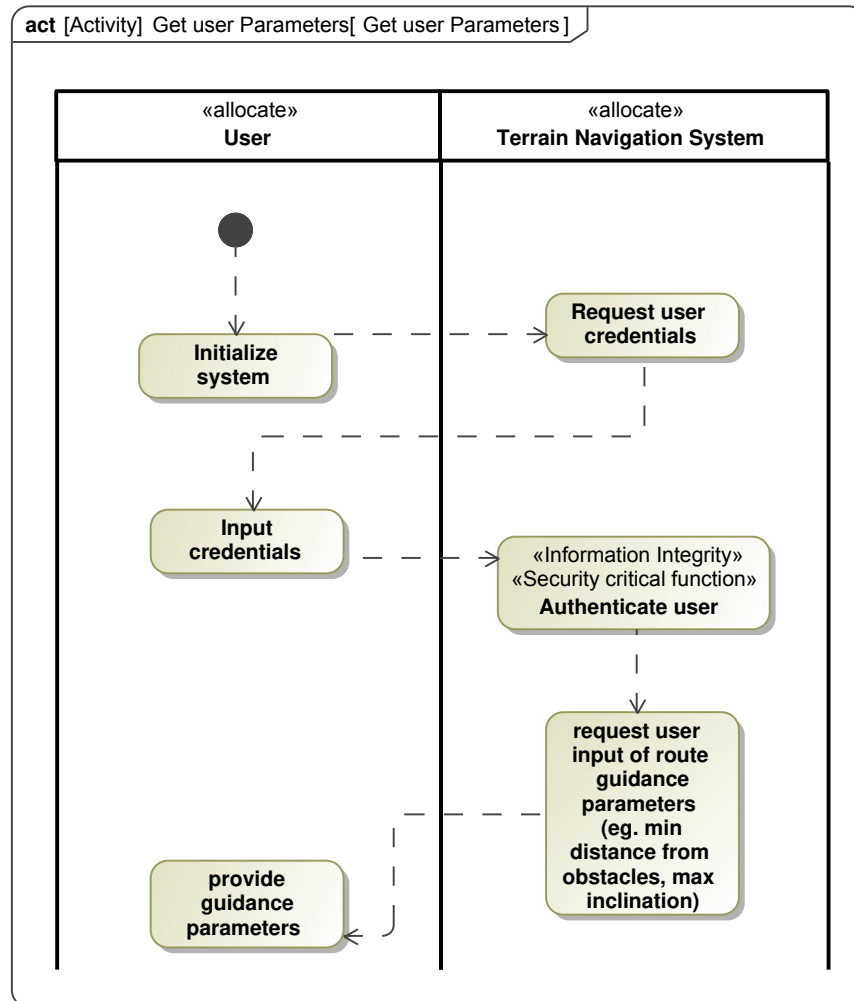 act [Activity] Get user Parameters[ Get user Parameters ]
«allocate»
User
«allocate»
Terrain Navigation System
Initialize
system
Request user
credentials
Input
credentials
«Information Integrity»
«Security critical function»
Authenticate user
request user
input of route
guidance
parameters
(eg. min
distance from
obstacles, max
inclination)
provide
guidance
parameters